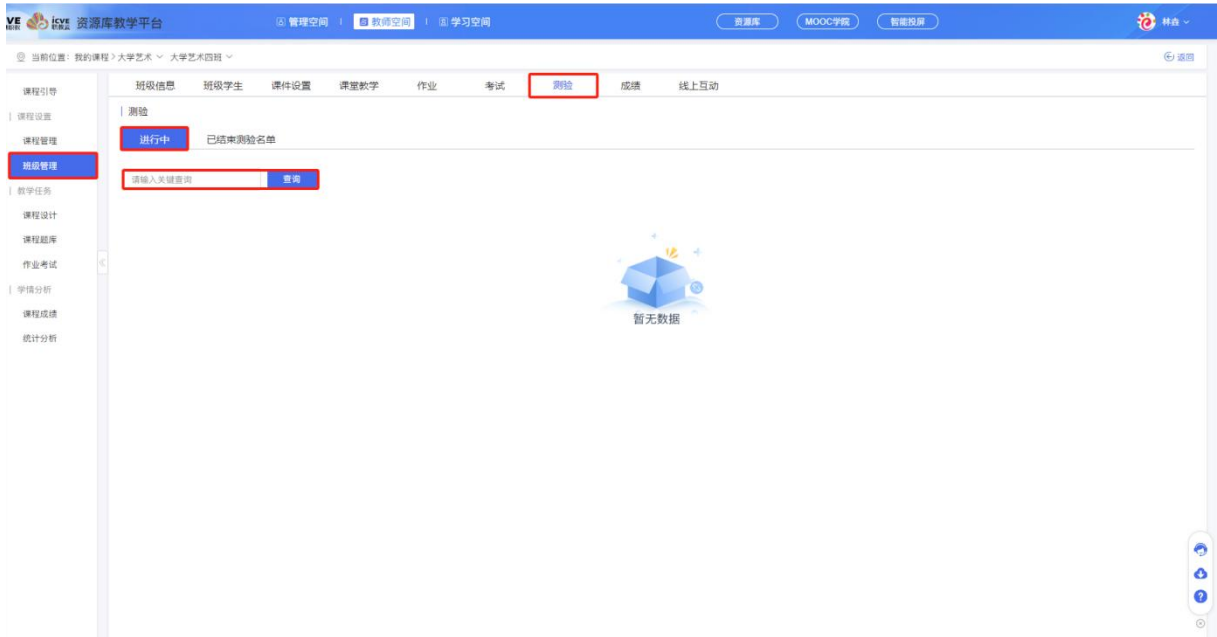 icve 资源库教学平台 管理空间 教师空间 学习空间 资源库 MOOC学院 智能投屏 林垚
当前位置：我的课程 > 大学艺术 大学艺术四班 返回
课程引导 班级信息 班级学生 课件设置 课堂教学 作业 考试 测验 成绩 线上互动
课程设置 测验
课程管理 进行中 已结束测验名单
班级管理 请输入关键查询 查询
教学任务
课程设计
课程题库
作业考试
学情分析
课程成绩
统计分析
暂无数据